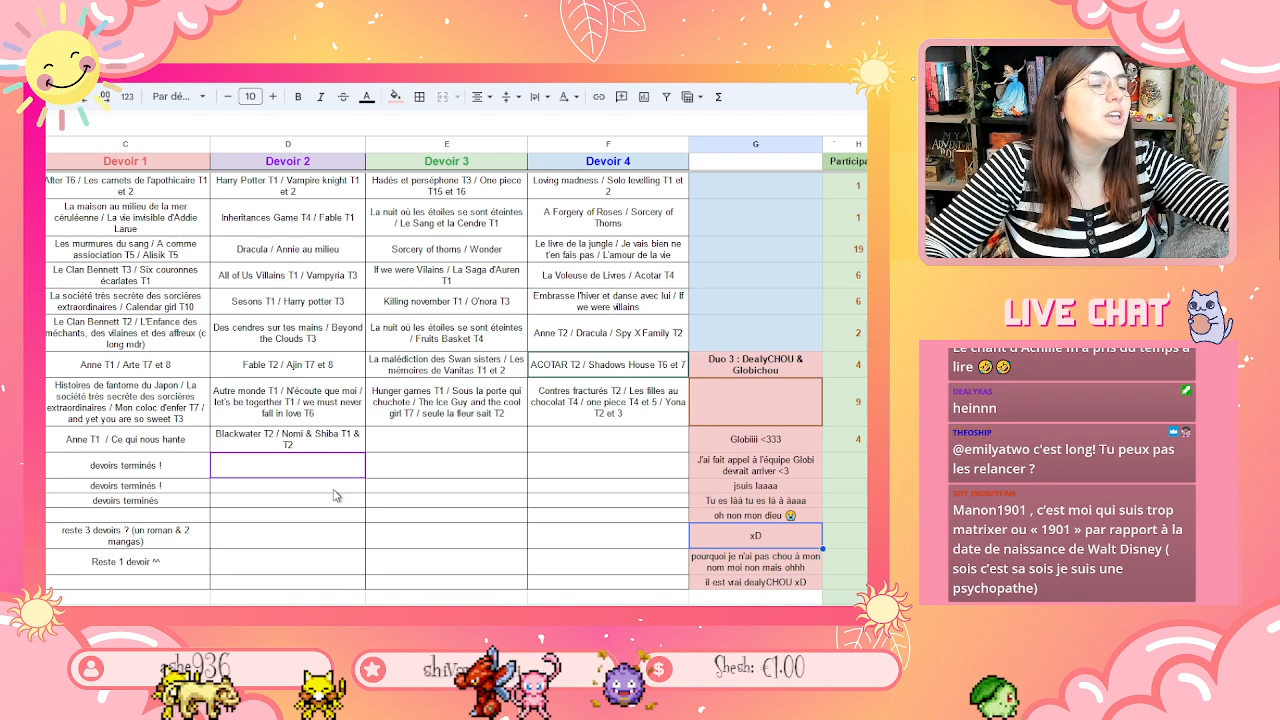 123 Par dé... 10 B I S A
C D E F G H
Devoir 1 Devoir 2 Devoir 3 Devoir 4 Participa
After T6 / Les carnets de l'apothicaire T1 et 2
Harry Potter T1 / Vampire knight T1 et 2
Hadès et perséphone T3 / One piece T15 et 16
Loving madness / Solo levelling T1 et 2
1
La maison au milieu de la mer céruléenne / La vie invisible d'Addie Larue
Inheritances Game T4 / Fable T1
La nuit où les étoiles se sont éteintes / Le Sang et la Cendre T1
A Forgery of Roses / Sorcery of Thorns
1
Les murmures du sang / A comme assiociation T5 / Alisik T5
Dracula / Annie au milieu
Sorcery of thorns / Wonder
Le livre de la jungle / Je vais bien ne t'en fais pas / L'amour de la vie
19
Le Clan Bennett T3 / Six couronnes écarlates T1
All of Us Villains T1 / Vampyria T3
If we were Vilains / La Saga d'Auren T1
La Voleuse de Livres / Acotar T4
6
La société très secrète des sorcières extraordinaires / Calendar girl T10
Sesons T1 / Harry potter T3
Killing november T1 / O'nora T3
Embrasse l'hiver et danse avec lui / If we were villains
6
Le Clan Bennett T2 / L'Enfance des méchants, des vilaines et des affreux (c long mdr)
Des cendres sur tes mains / Beyond the Clouds T3
La nuit où les étoiles se sont éteintes / Fruits Basket T4
Anne T2 / Dracula / Spy X Family T2
2
Anne T1 / Arte T7 et 8
Fable T2 / Ajin T7 et 8
La malédiction des Swan sisters / Les mémoires de Vanitas T1 et 2
ACOTAR T2 / Shadows House T6 et 7
Duo 3 : DealyCHOU & Globichou
4
Histoires de fantome du Japon / La société très secrète des sorcières extraordinaires / Mon coloc d'enfer T7 / and yet you are so sweet T3
Autre monde T1 / N'écoute que moi / let's be togerther T1 / we must never fall in love T6
Hunger games T1 / Sous la porte qui chuchote / The Ice Guy and the cool girl T7 / seule la fleur sait T2
Contres fracturés T2 / Les filles au chocolat T4 / one piece T4 et 5 / Yona T2 et 3
9
Anne T1 / Ce qui nous hante
Blackwater T2 / Nomi & Shiba T1 & T2
Globiiii <333
4
devoirs terminés !
J'ai fait appel à l'équipe Globi devrait arriver <3
devoirs terminés !
jsuis laaaa
devoirs terminés
Tu es làà tu es là à àaaa
oh non mon dieu 😭
reste 3 devoirs ? (un roman & 2 mangas)
xD
Reste 1 devoir ^^
pourquoi je n'ai pas chou à mon nom moi non mais ohhh
il est vrai dealyCHOU xD
MY ADVENTURE
LIVE CHAT
Le chant d'Achille m'a pris du temps à
lire 🤣 🤣
DEALYKAS
heinnn
THEOSHIP
@emilyatwo c'est long! Tu peux pas
les relancer ?
Manon1901 , c'est moi qui suis trop
matrixer ou « 1901 » par rapport à la
date de naissance de Walt Disney (
sois c'est sa sois je suis une
psychopathe)
Shesh: €1.00